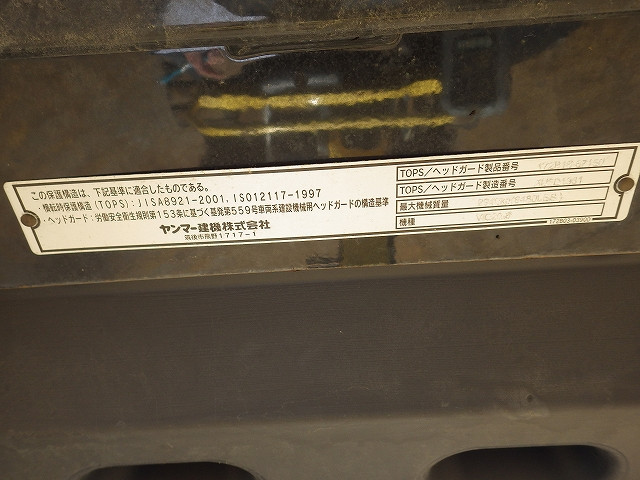 この保護構造は、下記基準に適合したものである。
・横転時保護構造(TOPS):JISA8921-2001,ISO12117-1997
・ヘッドガード:労働安全衛生規則第153条に基づく基発第559号車両系建設機械用ヘッドガードの構造基準
ヤンマー建機株式会社
筑後市熊野1717-1
TOPS/ヘッドガード製品番号
TOPS/ヘッドガード製造番号
最大機械質量
機種
172B03-03900